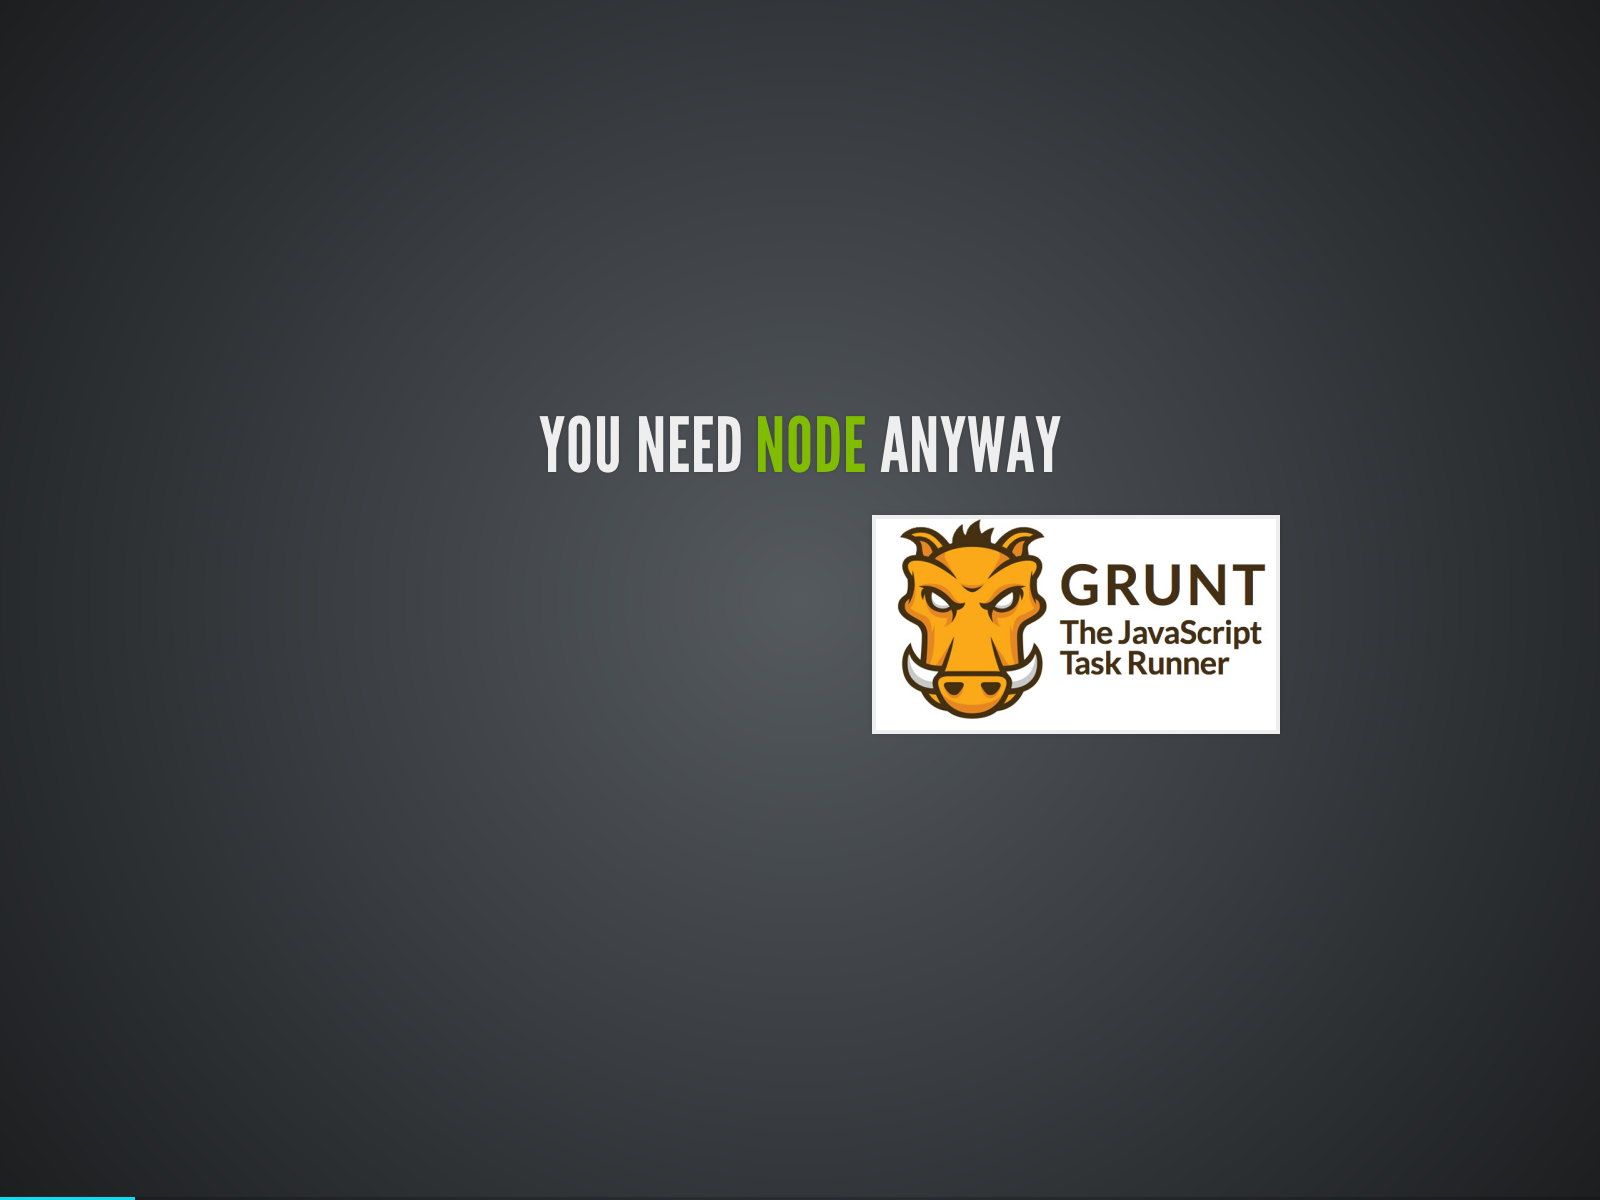 YOU NEED NODE ANYWAY
GRUNT
The JavaScript
Task Runner